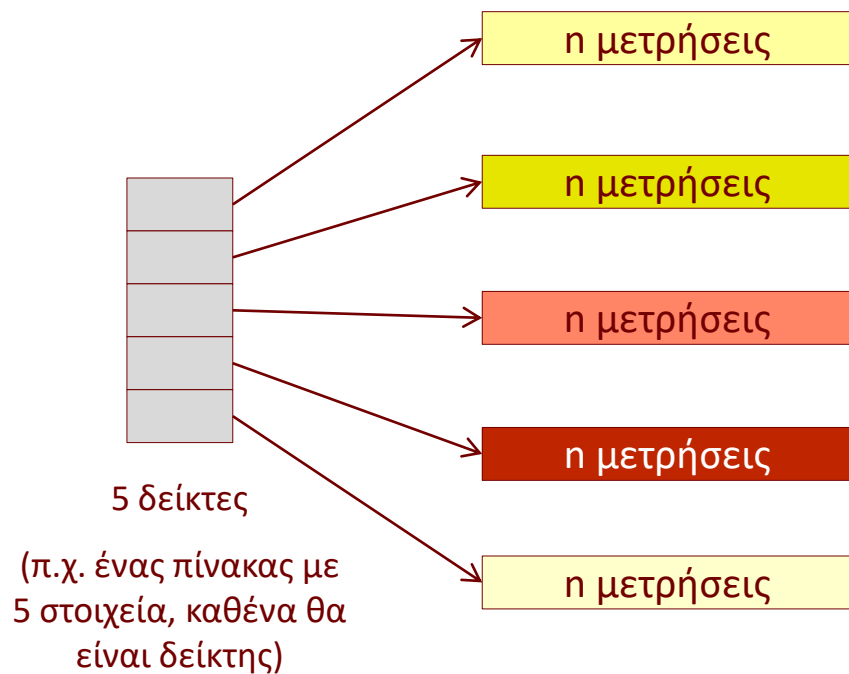 n μετρήσεις
n μετρήσεις
n μετρήσεις
n μετρήσεις
n μετρήσεις
5 δείκτες
(π.χ. ένας πίνακας με
5 στοιχεία, καθένα θα
είναι δείκτης)